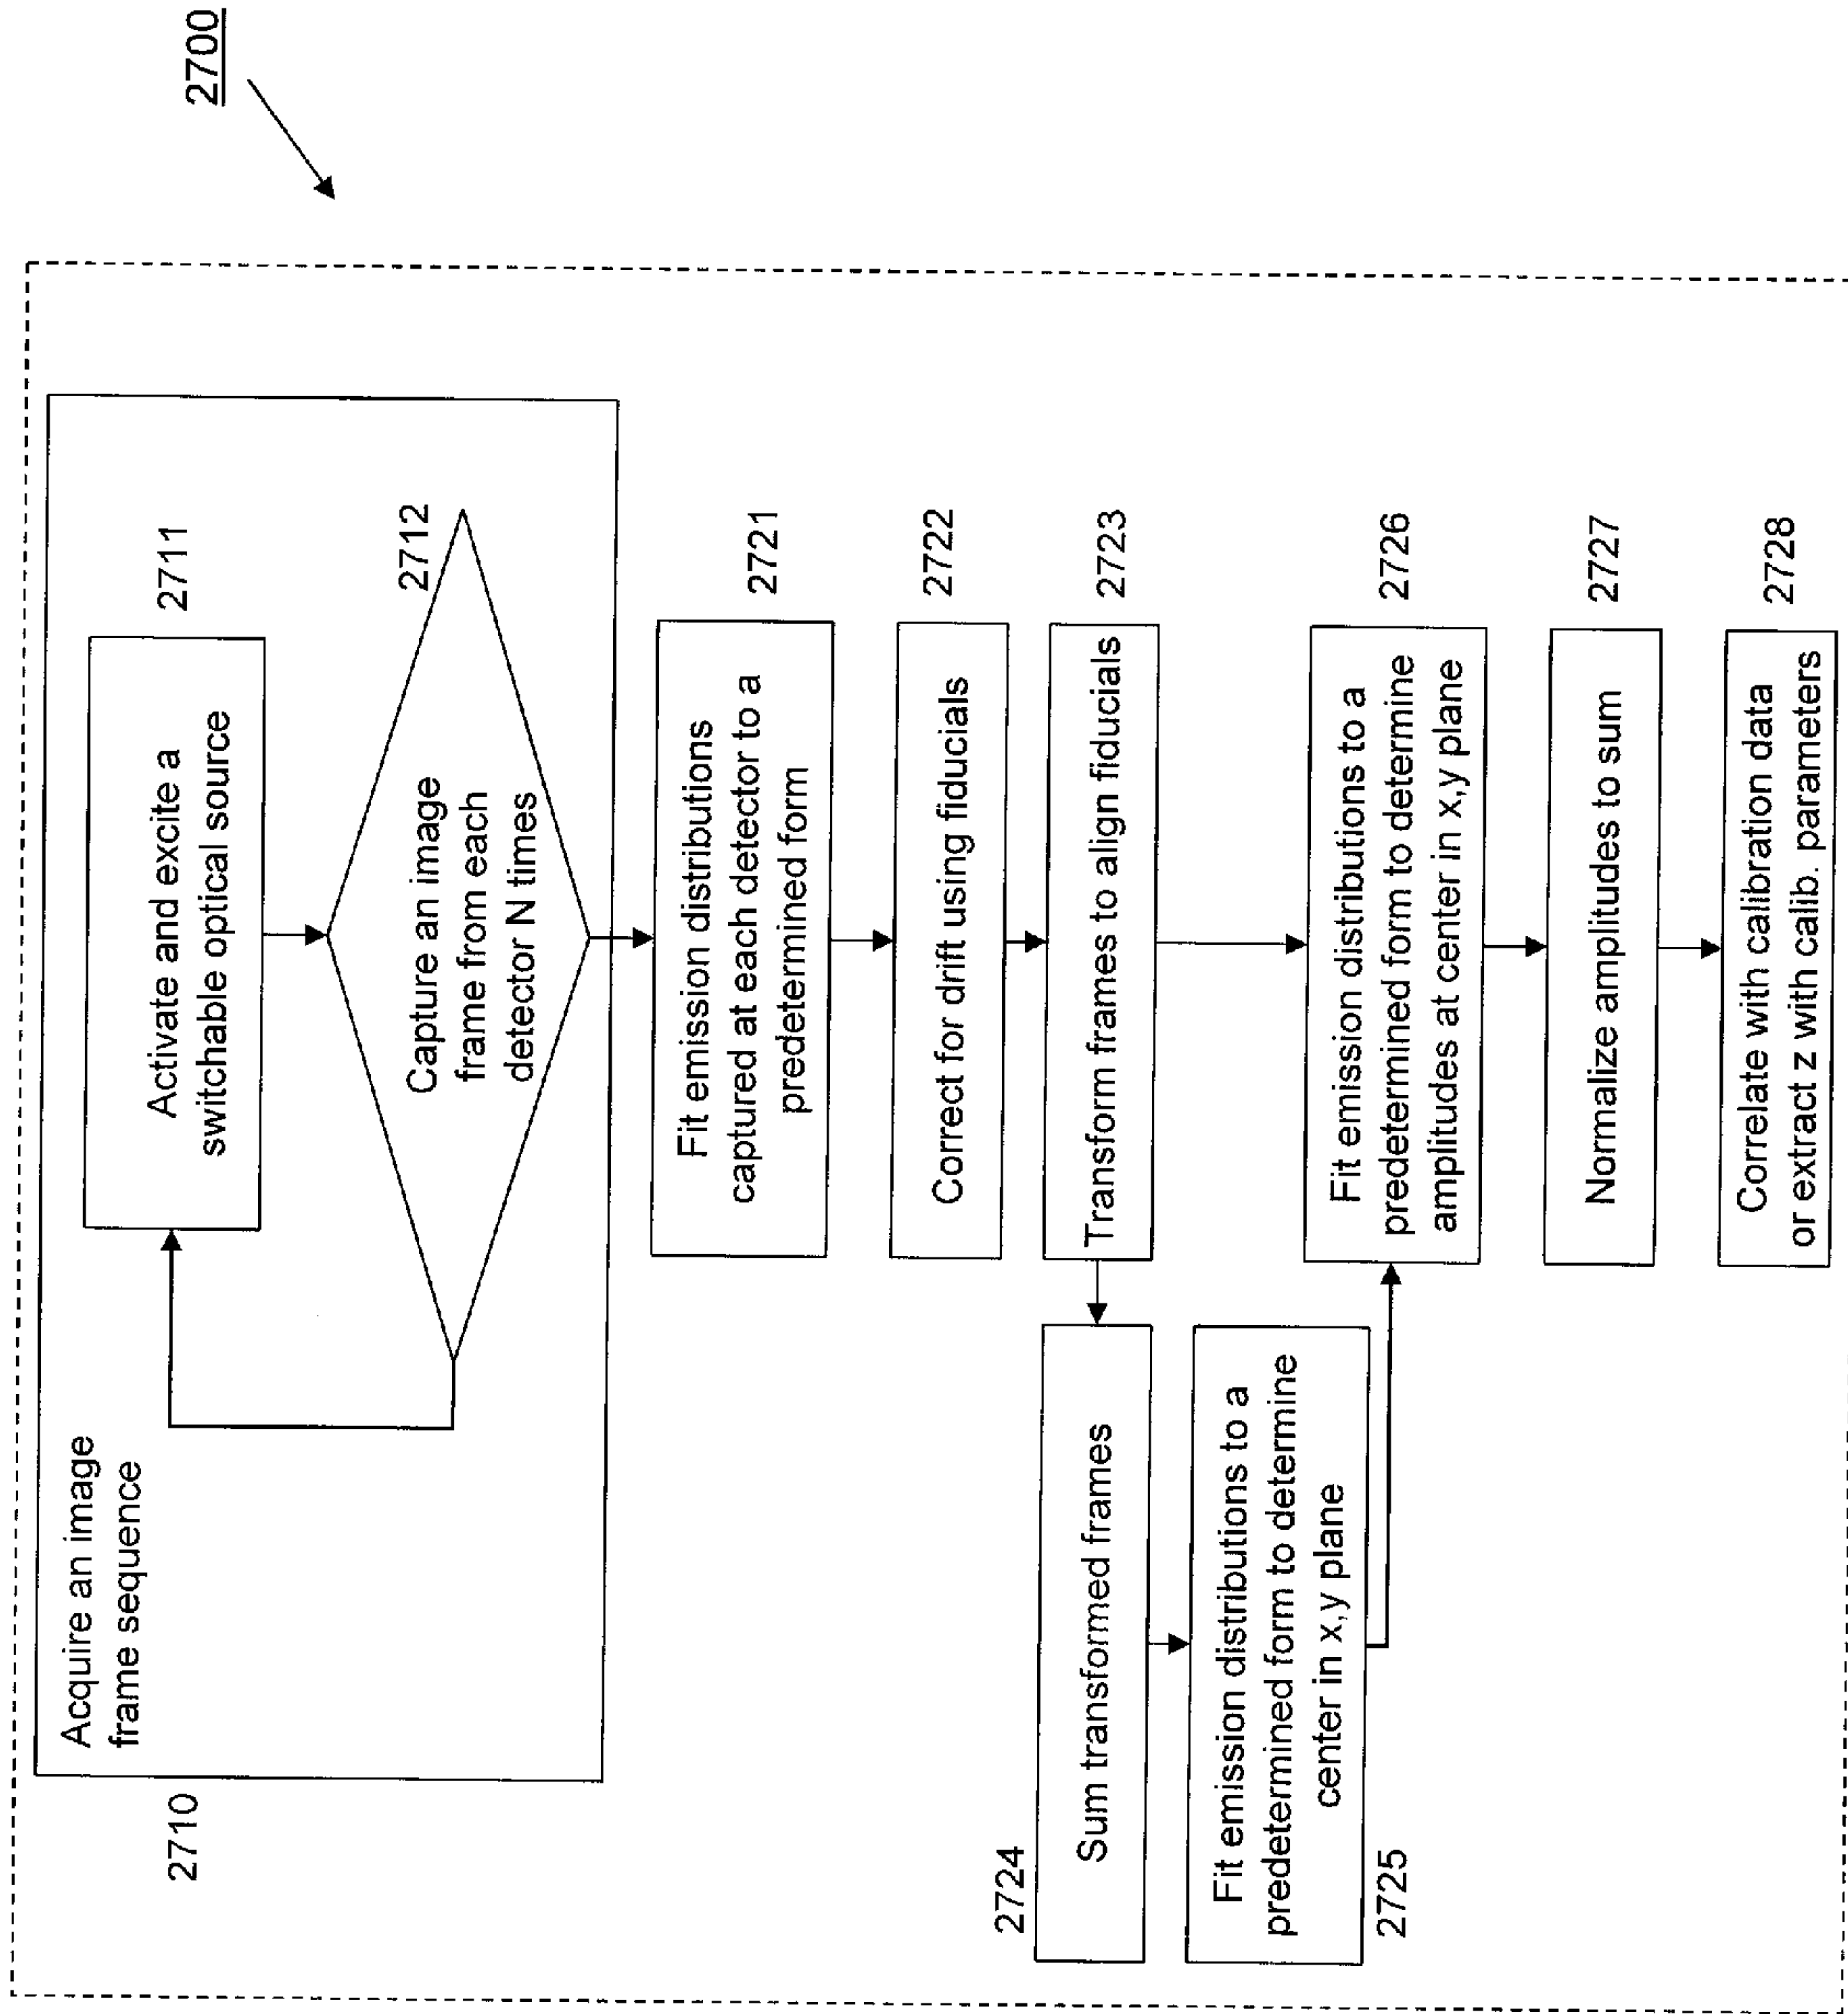 2700
Acquire an image
frame sequence
2710
Activate and excite a
switchable optical source
2711
Capture an image
frame from each
detector N times
2712
Fit emission distributions
captured at each detector to a
predetermined form
2721
Correct for drift using fiducials
2722
Transform frames to align fiducials
2723
2724
Sum transformed frames
Fit emission distributions to a
predetermined form to determine
center in x,y plane
2725
Fit emission distributions to a
predetermined form to determine
amplitudes at center in x,y plane
2726
Normalize amplitudes to sum
2727
Correlate with calibration data
or extract z with calib. parameters
2728